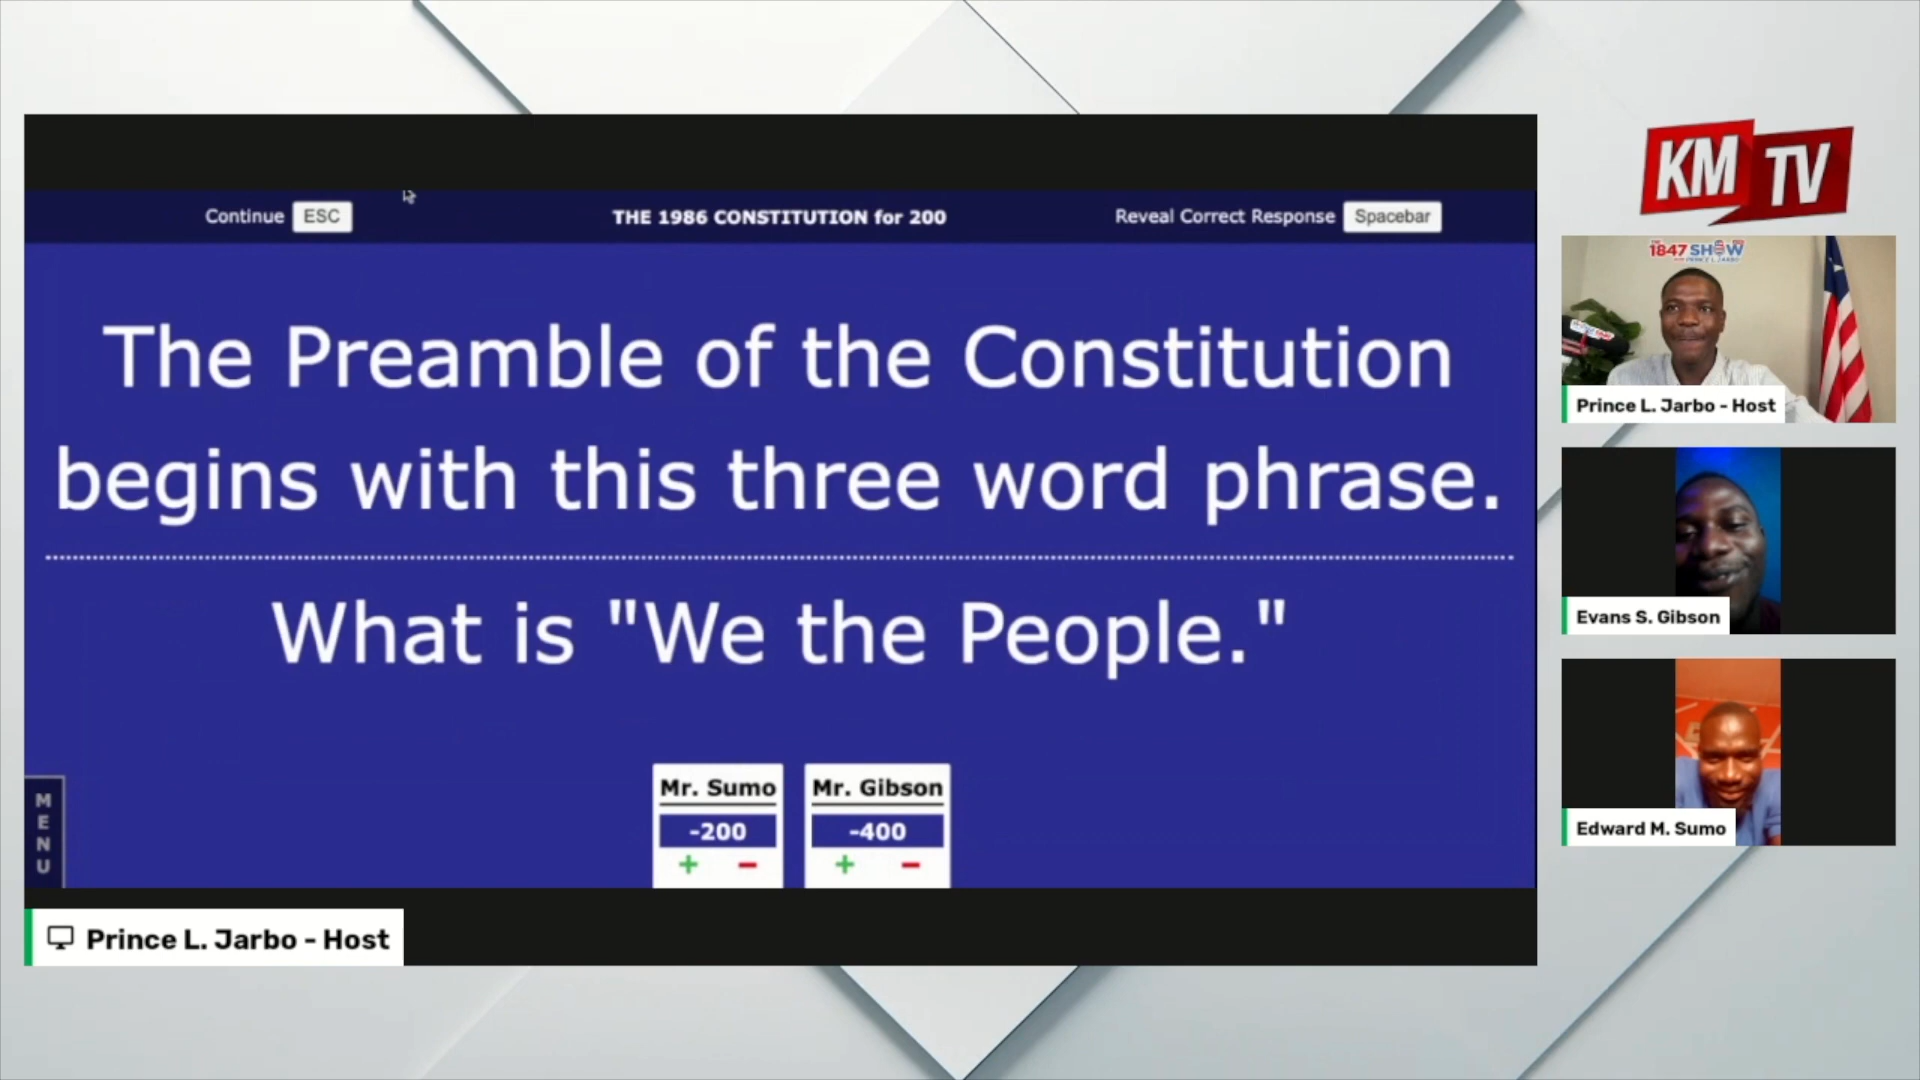 Continue ESC
THE 1986 CONSTITUTION for 200
Reveal Correct Response Spacebar
The Preamble of the Constitution
begins with this three word phrase.
What is "We the People."
Mr. Sumo
-200
+ −
Mr. Gibson
-400
+ −
MENU
Prince L. Jarbo - Host
KM TV
1847 SHOW
Prince L. Jarbo - Host
Evans S. Gibson
Edward M. Sumo